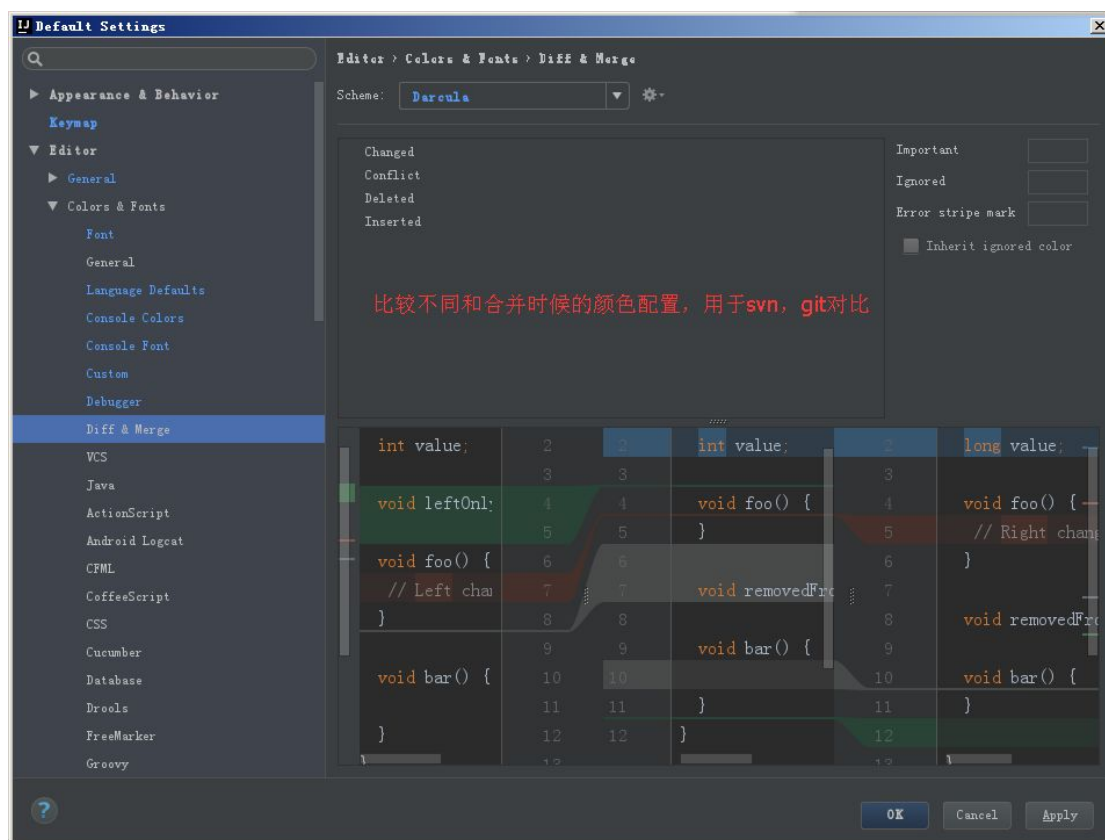 Default Settings
Editor > Colors & Fonts > Diff & Merge
Scheme: Darcula
Appearance & Behavior
Keymap
Editor
General
Colors & Fonts
Font
General
Language Defaults
Console Colors
Console Font
Custom
Debugger
Diff & Merge
VCS
Java
ActionScript
Android Logcat
CFML
CoffeeScript
CSS
Cucumber
Database
Drools
FreeMarker
Groovy
Changed
Conflict
Deleted
Inserted
Important
Ignored
Error stripe mark
Inherit ignored color
比较不同和合并时候的颜色配置，用于svn，git对比
int value; 2 2 int value; 2 long value;
3 3 3
void leftOnly 4 4 void foo() { 4 void foo() {
5 5 } 5 // Right chang
void foo() { 6 6 6 }
// Left cha 7 7 void removedFro 7
} 8 8 8 void removedFro
9 9 void bar() { 9
void bar() { 10 10 10 void bar() {
11 11 } 11 }
} 12 12 } 12
?
OK Cancel Apply